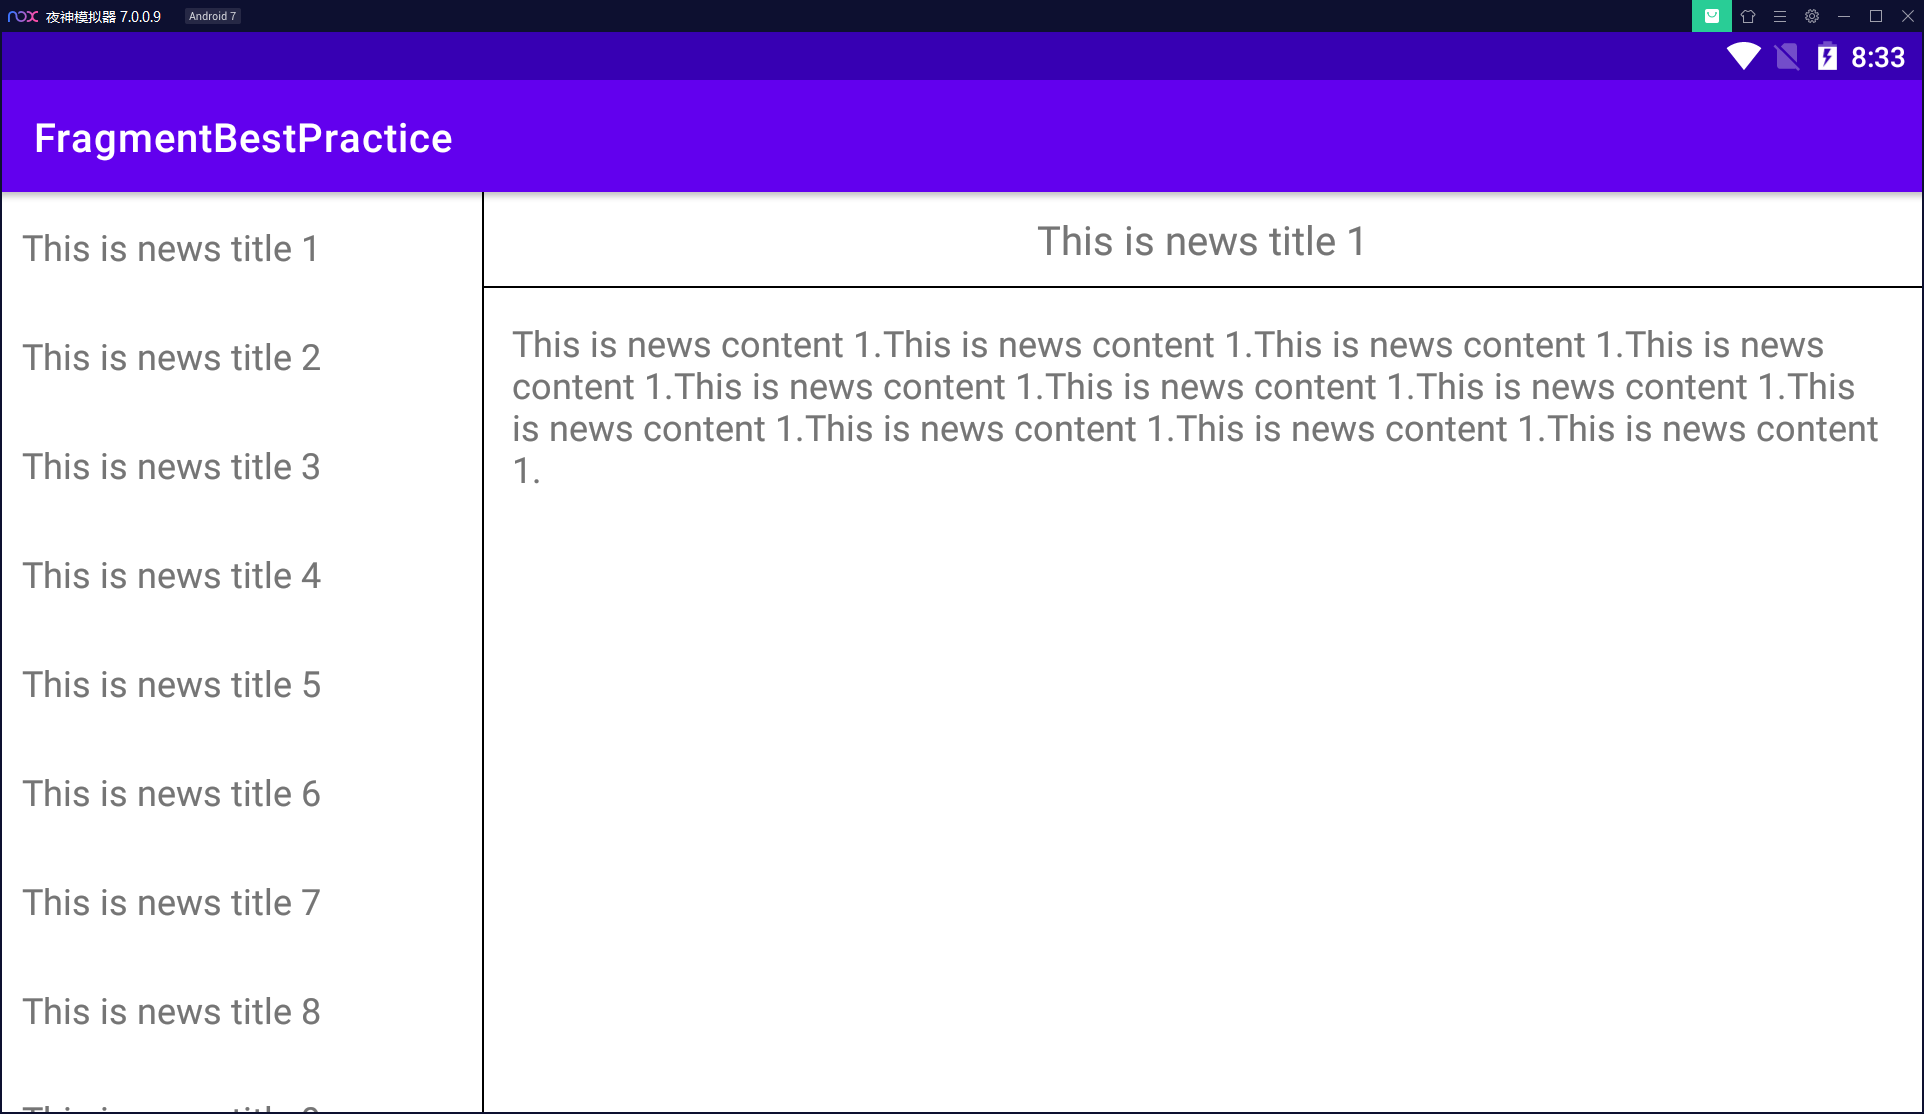 nox 夜神模拟器 7.0.0.9 Android 7
8:33
FragmentBestPractice
This is news title 1
This is news title 2
This is news title 3
This is news title 4
This is news title 5
This is news title 6
This is news title 7
This is news title 8
This is news title 1
This is news content 1.This is news content 1.This is news content 1.This is news
content 1.This is news content 1.This is news content 1.This is news content 1.This
is news content 1.This is news content 1.This is news content 1.This is news content
1.